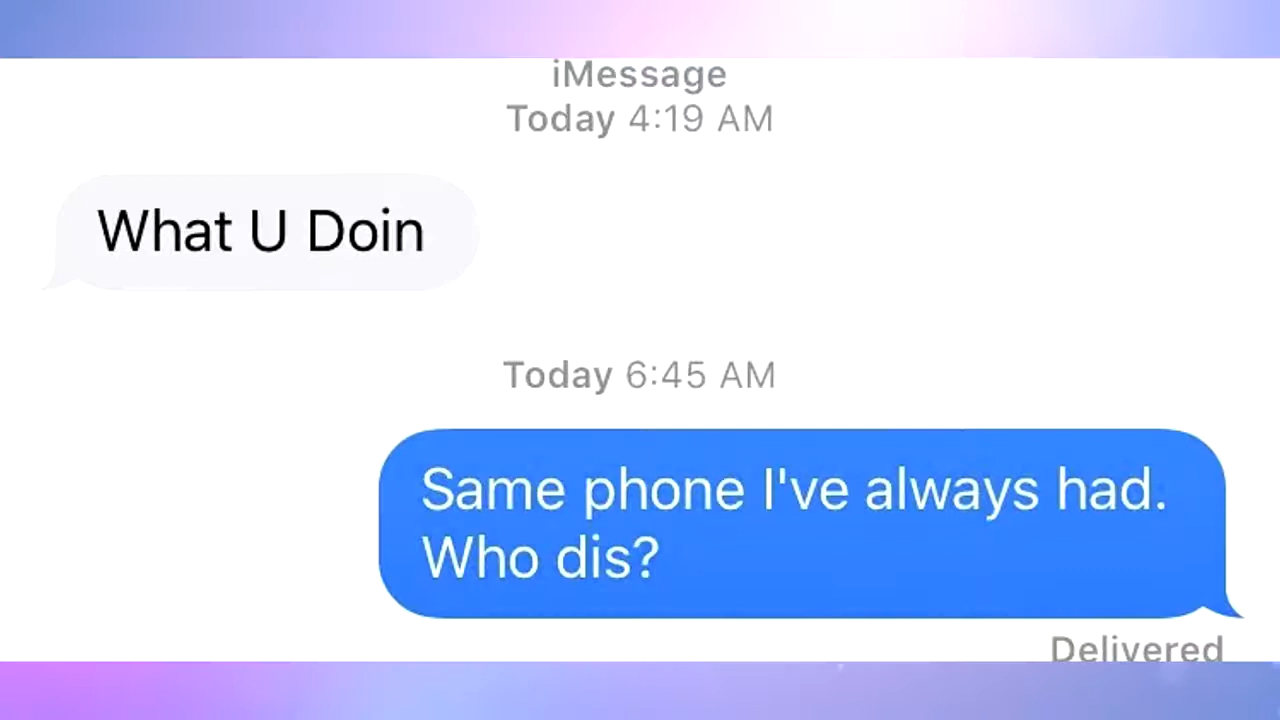 iMessage
Today 4:19 AM
What U Doin
Today 6:45 AM
Same phone I've always had.
Who dis?
Delivered